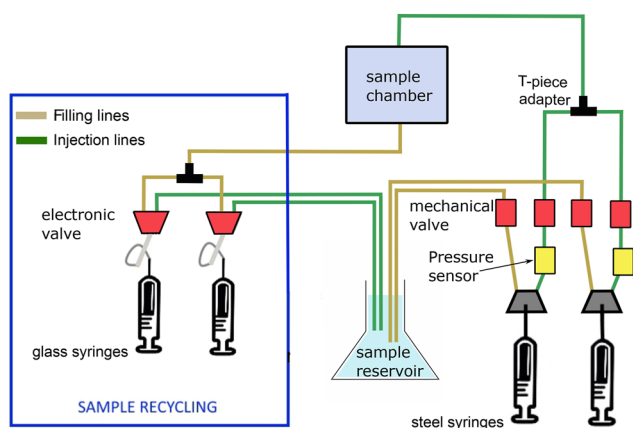 sample
chamber
T-piece
adapter
Filling lines
Injection lines
electronic
valve
mechanical
valve
Pressure
sensor
glass syringes
sample
reservoir
SAMPLE RECYCLING
steel syringes